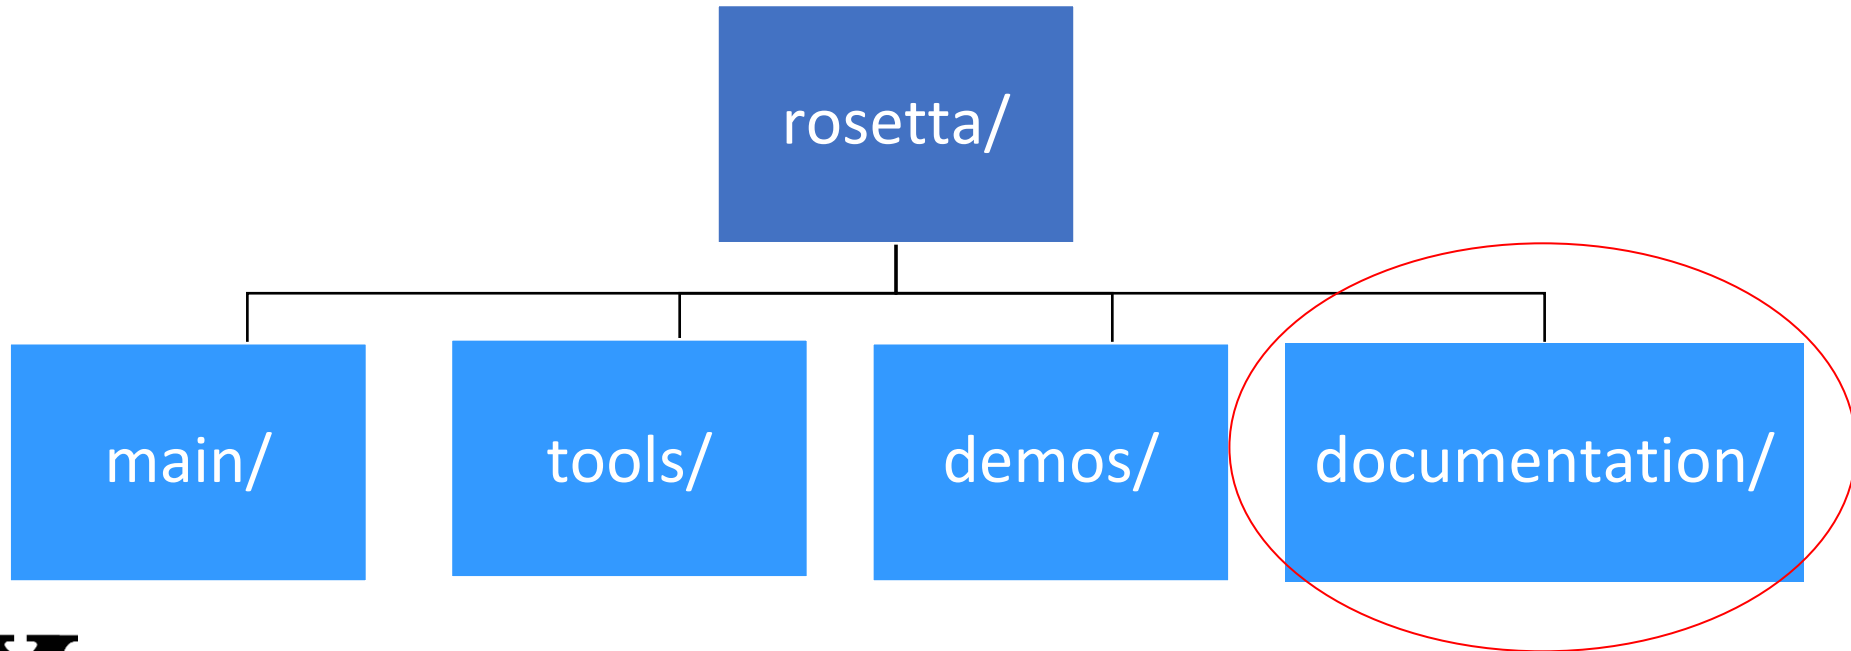 rosetta/
main/
tools/
demos/
documentation/